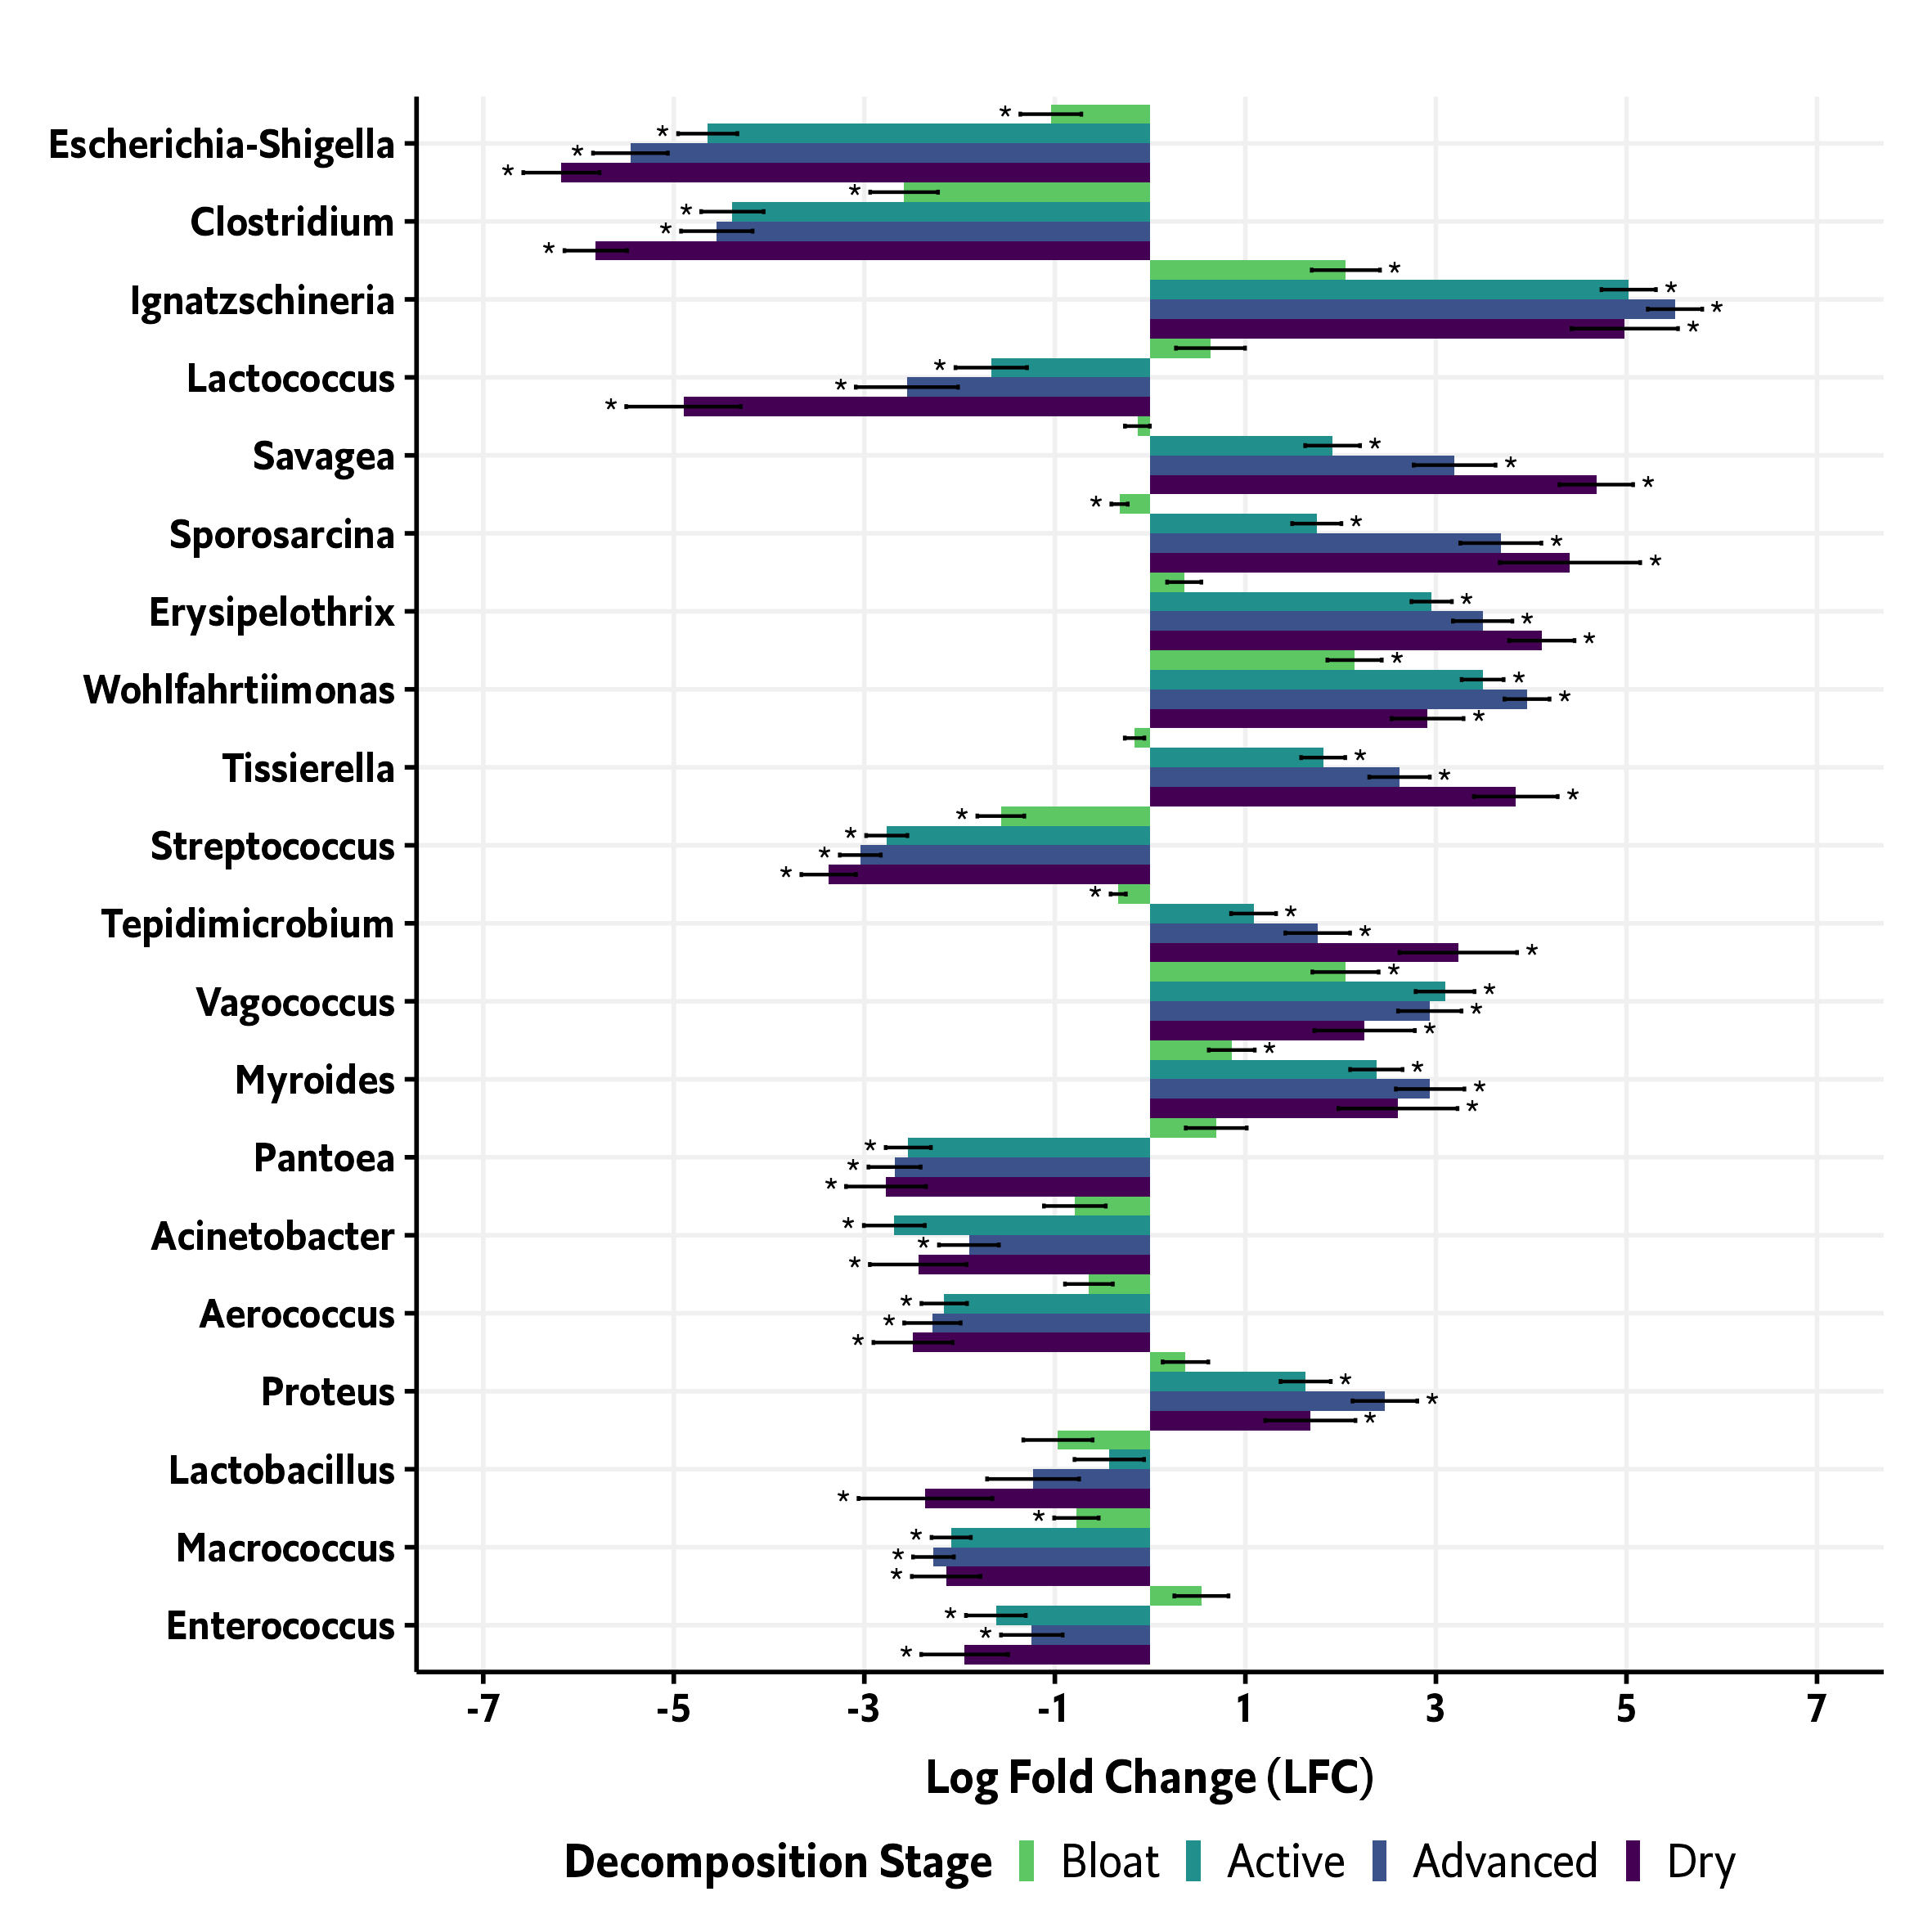 Escherichia-Shigella
Clostridium
Ignatzschineria
Lactococcus
Savagea
Sporosarcina
Erysipelothrix
Wohlfahrtiimonas
Tissierella
Streptococcus
Tepidimicrobium
Vagococcus
Myroides
Pantoea
Acinetobacter
Aerococcus
Proteus
Lactobacillus
Macrococcus
Enterococcus
-7 -5 -3 -1 1 3 5 7
Log Fold Change (LFC)
Decomposition Stage Bloat Active Advanced Dry